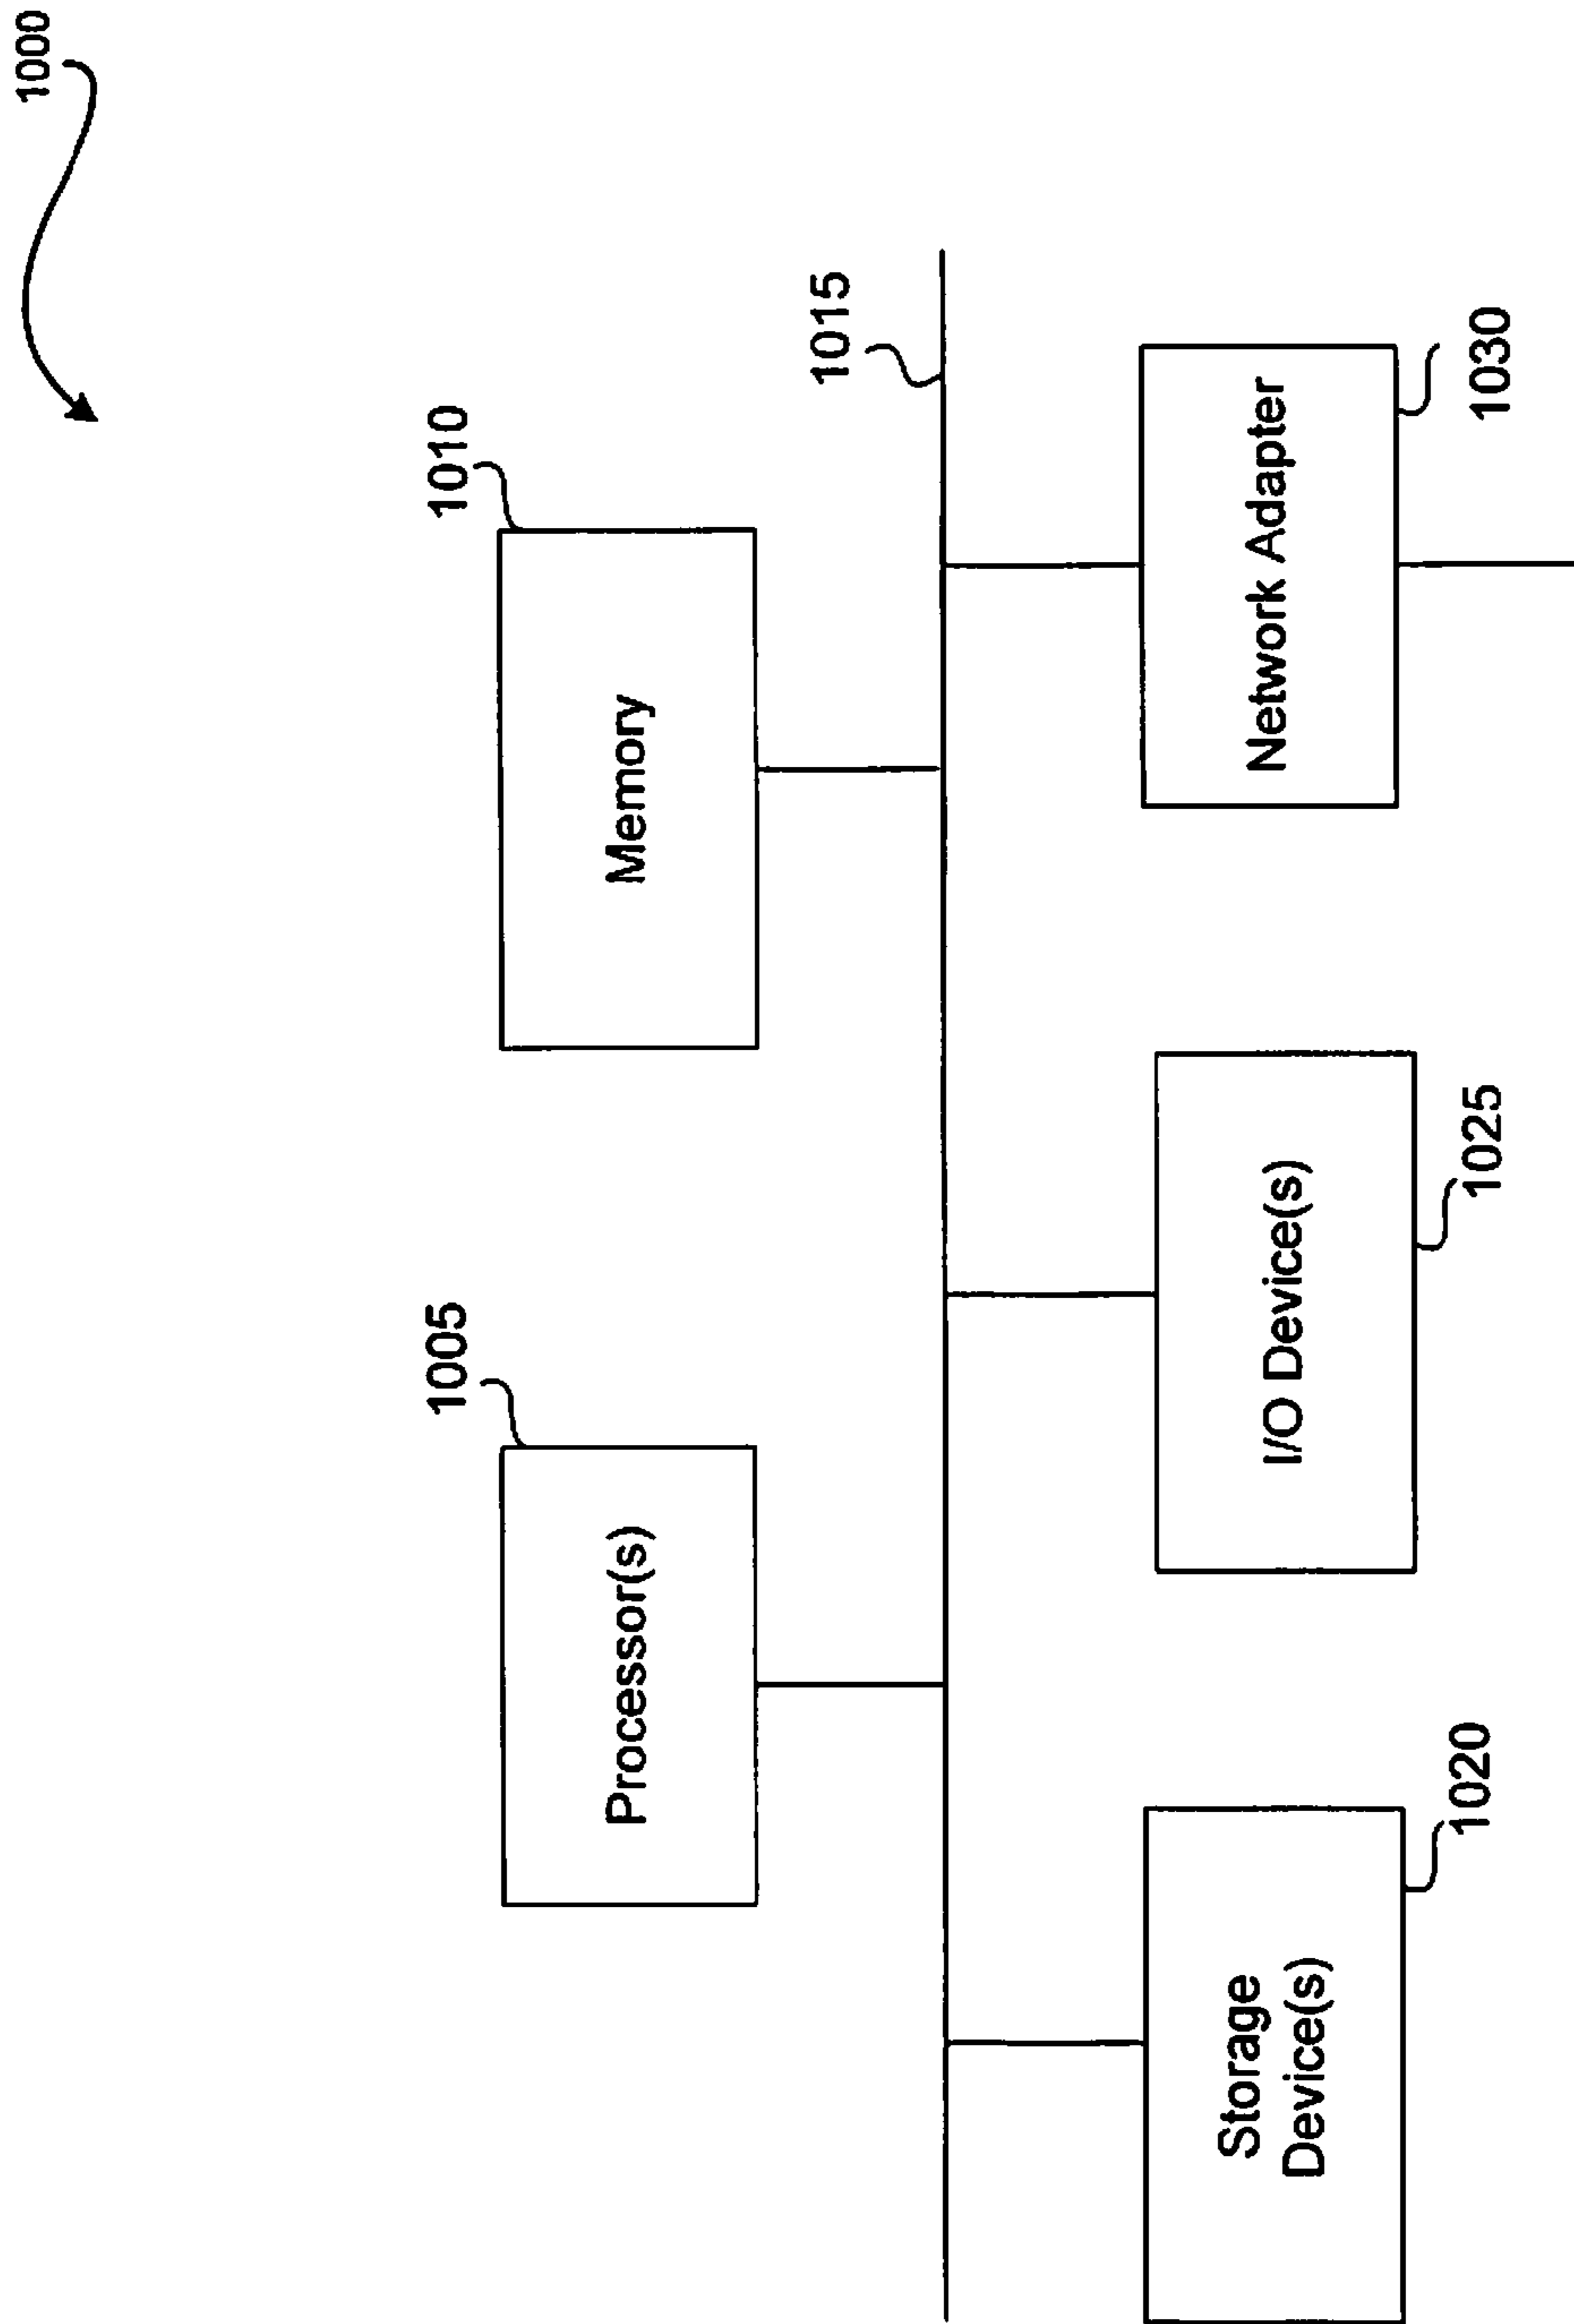 1000
1005
Processor(s)
1010
Memory
1015
1020
Storage
Device(s)
1025
I/O Device(s)
1030
Network Adapter